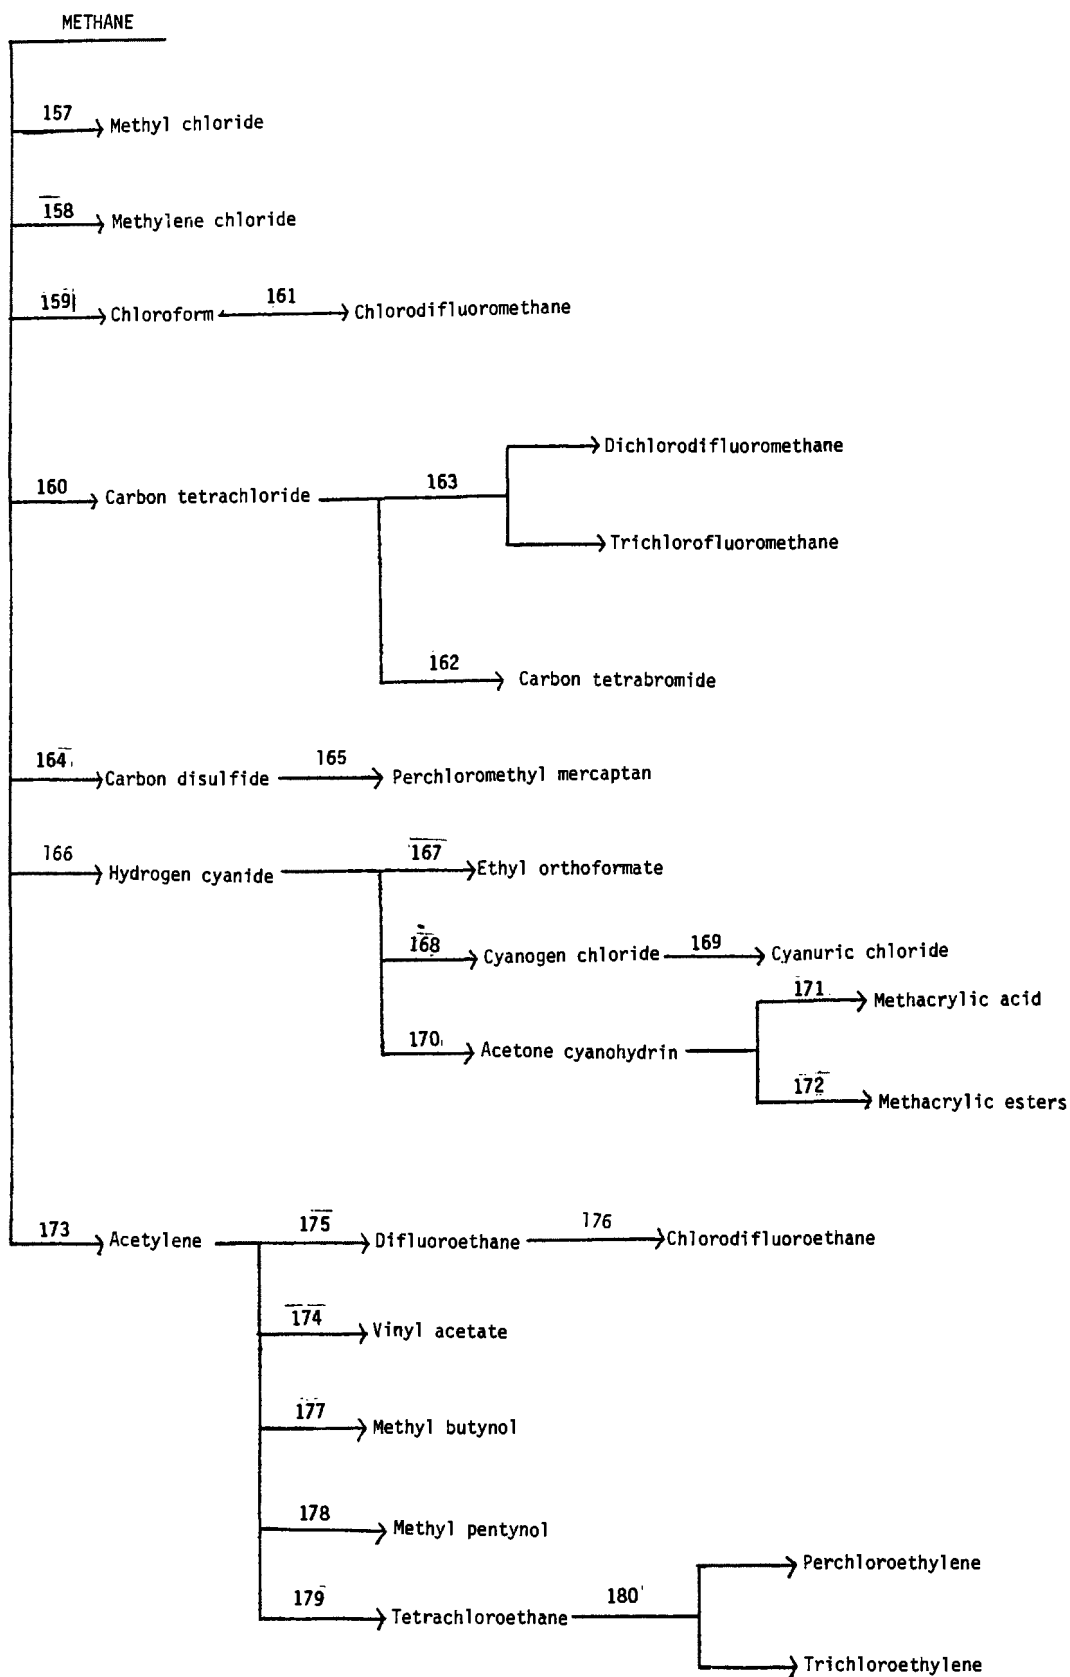 METHANE
157
Methyl chloride
158
Methylene chloride
159 161
Chloroform Chlorodifluoromethane
Dichlorodifluoromethane
160 163
Carbon tetrachloride
Trichlorofluoromethane
162
Carbon tetrabromide
164 165
Carbon disulfide Perchloromethyl mercaptan
166 167
Hydrogen cyanide Ethyl orthoformate
168 169
Cyanogen chloride Cyanuric chloride
171
Methacrylic acid
170
Acetone cyanohydrin
172
Methacrylic esters
173 175 176
Acetylene Difluoroethane Chlorodifluoroethane
174
Vinyl acetate
177
Methyl butynol
178
Methyl pentynol
Perchloroethylene
179 180
Tetrachloroethane
Trichloroethylene